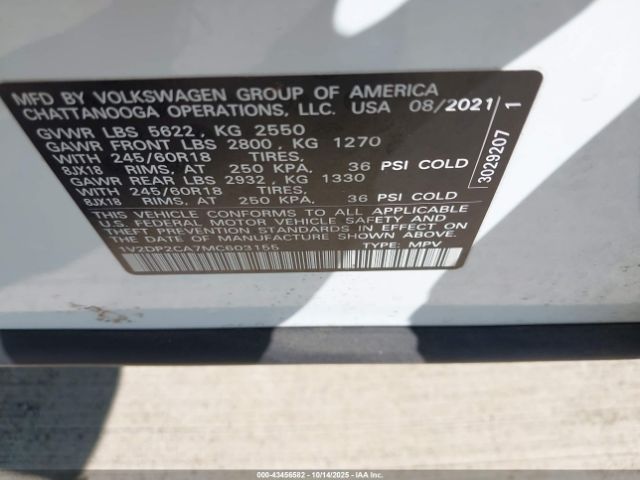 MFD BY VOLKSWAGEN GROUP OF AMERICA
CHATTANOOGA OPERATIONS, LLC. USA 08/2021
GVWR LBS 5622, KG 2550
GAWR FRONT LBS 2800, KG 1270
WITH 245/60R18 TIRES,
8JX18 RIMS, AT 250 KPA, 36 PSI COLD
GAWR REAR LBS 2932, KG 1330
WITH 245/60R18 TIRES,
8JX18 RIMS, AT 250 KPA, 36 PSI COLD
THIS VEHICLE CONFORMS TO ALL APPLICABLE
U.S. FEDERAL MOTOR VEHICLE SAFETY AND
THEFT PREVENTION STANDARDS IN EFFECT ON
THE DATE OF MANUFACTURE SHOWN ABOVE.
1V2DP2CA7MC603155 TYPE: MPV
3029207 1
000-43456582 - 10/14/2025 - IAA Inc.